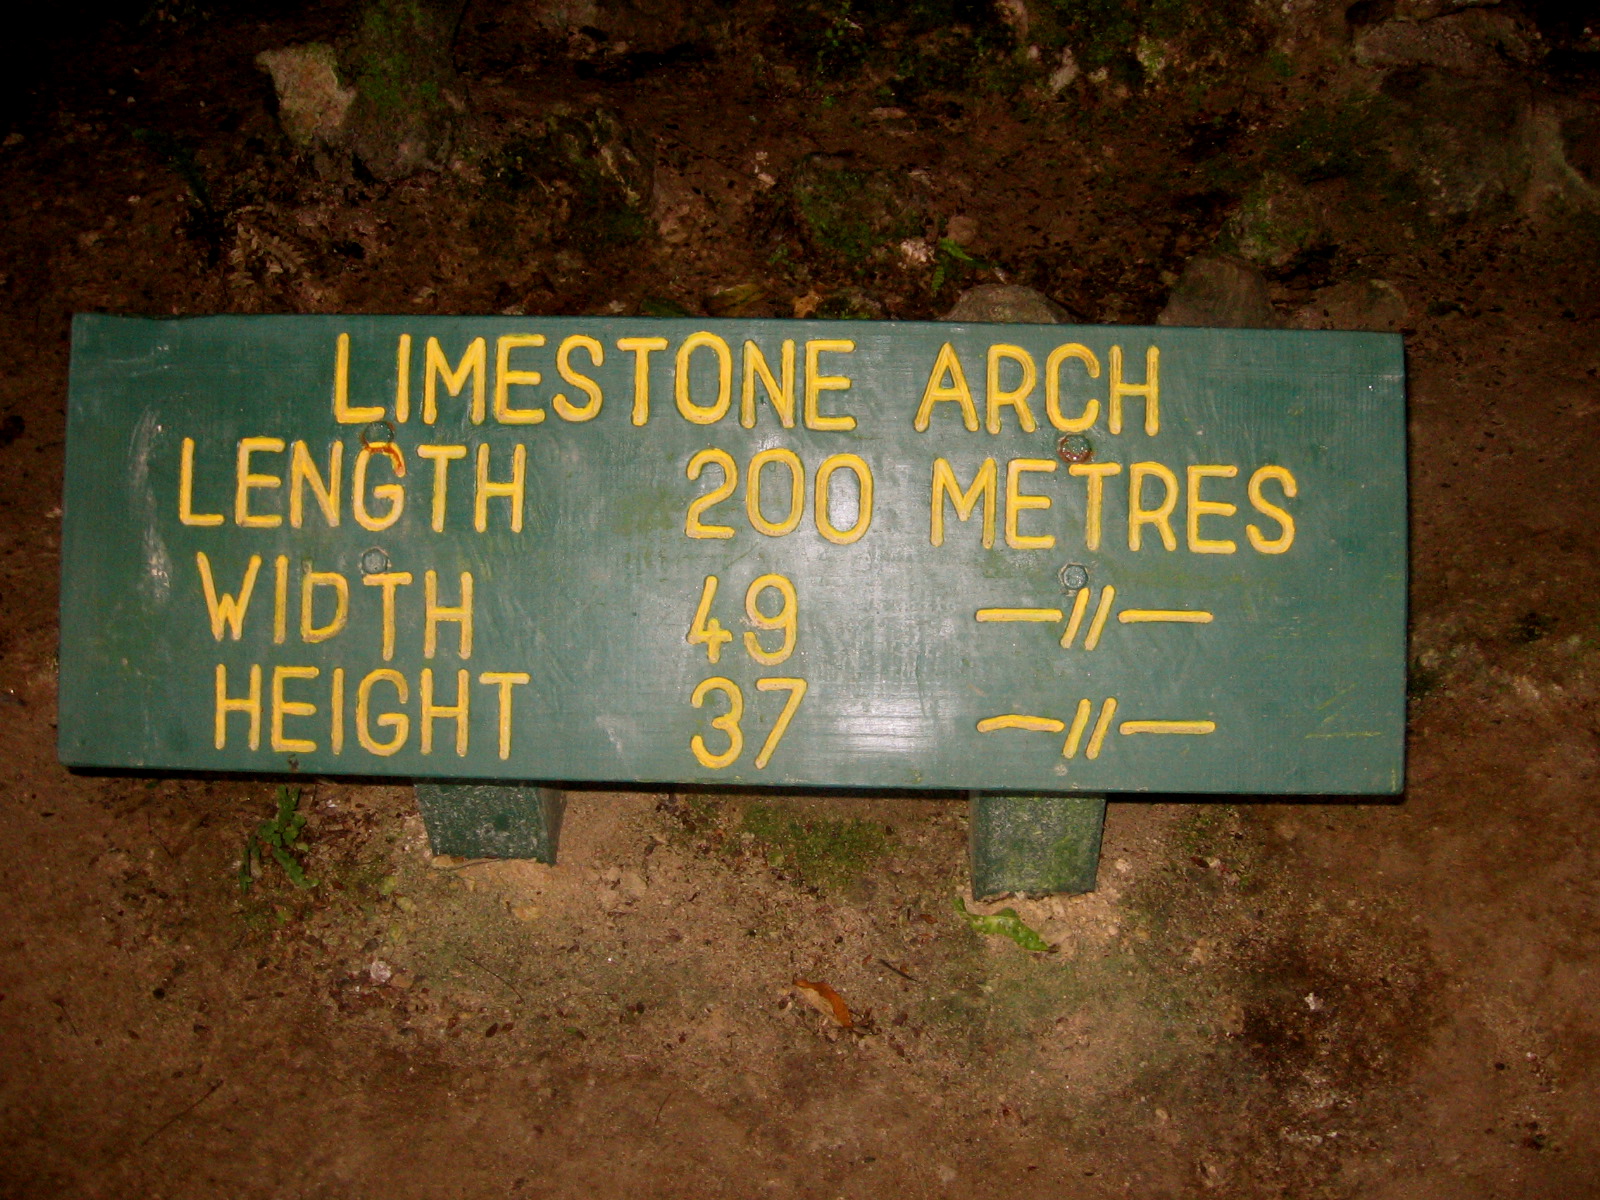 LIMESTONE ARCH
LENGTH 200 METRES
WIDTH 49 —//—
HEIGHT 37 —//—